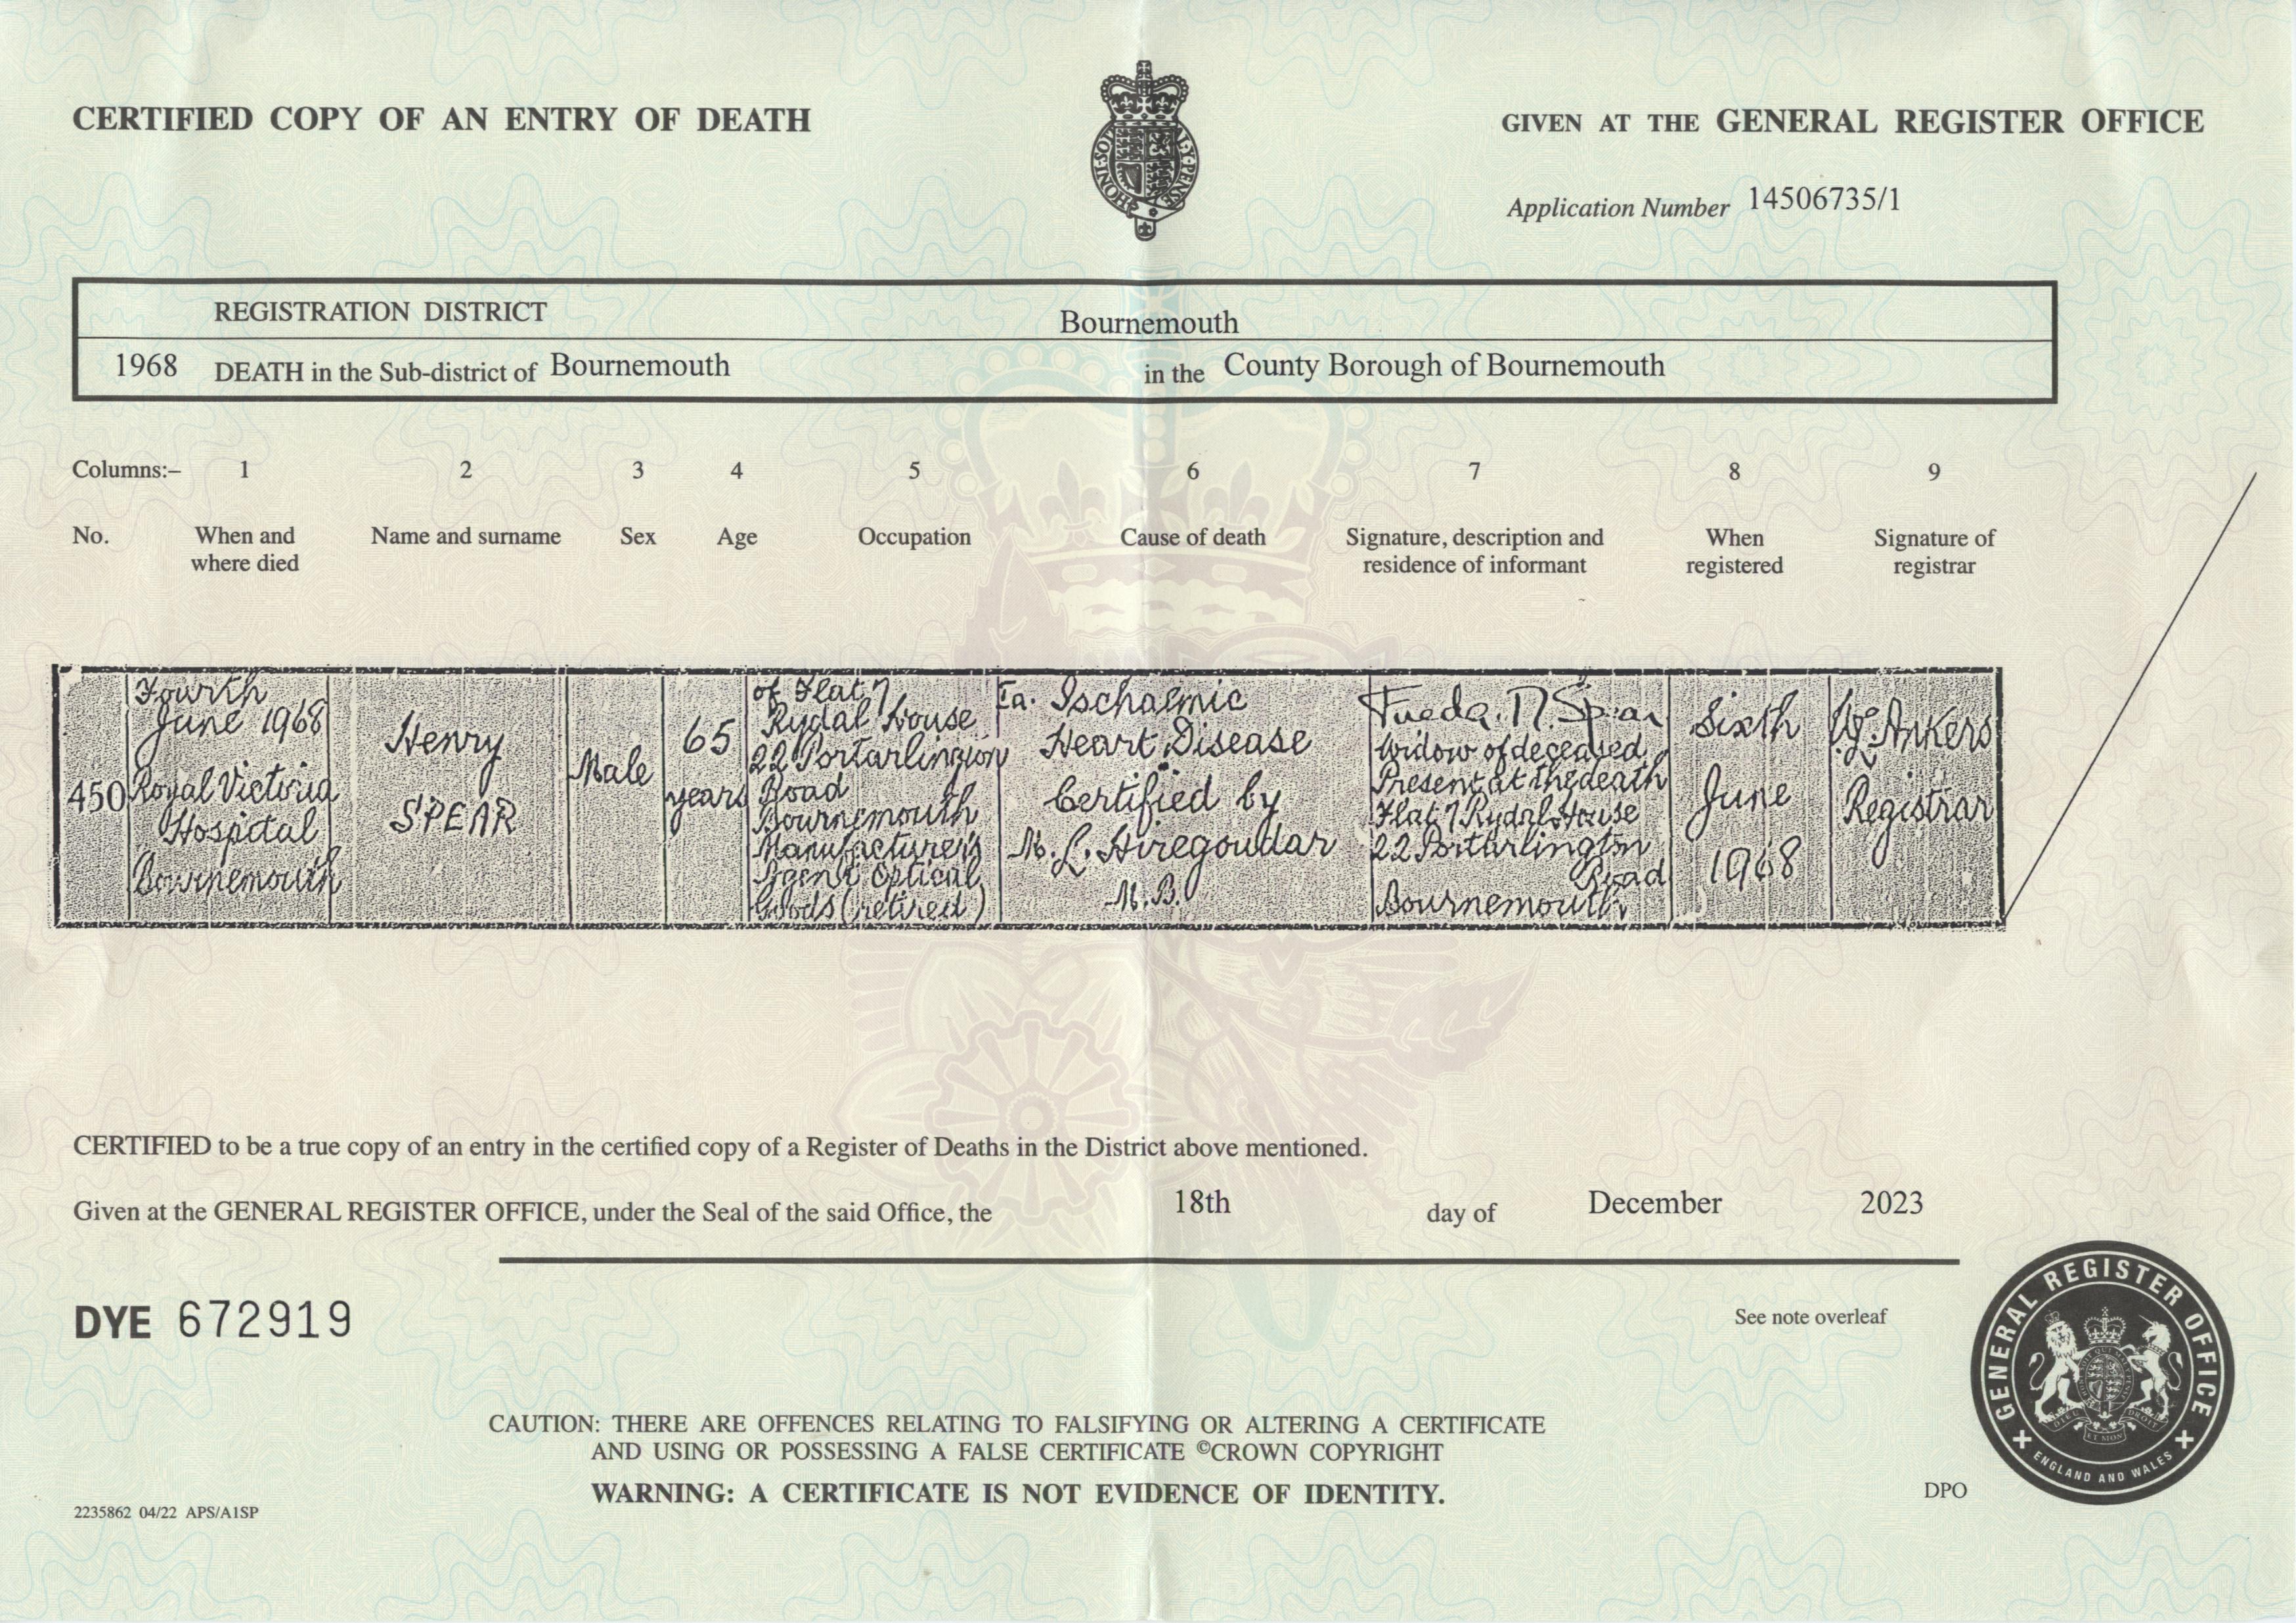 CERTIFIED COPY OF AN ENTRY OF DEATH
GIVEN AT THE GENERAL REGISTER OFFICE
Application Number 14506735/1
REGISTRATION DISTRICT Bournemouth
1968 DEATH in the Sub-district of Bournemouth in the County Borough of Bournemouth
Columns:– 1 2 3 4 5 6 7 8 9
No.
When and
where died
Name and surname
Sex
Age
Occupation
Cause of death
Signature, description and
residence of informant
When
registered
Signature of
registrar
450
Fourth
June 1968
Royal Victoria
Hospital
Bournemouth
Henry
SPEAR
Male
65
years
of Flat 7
Rydal House
22 Portarlington
Road
Bournemouth
Manufacturer's
Agent Optical
Goods (retired)
Ia. Ischaemic
Heart Disease
Certified by
M. L. Hiregoudar
M.B.
Spear
Widow of deceased
Present at the death
Flat 7 Rydal House
22 Portarlington
Road
Bournemouth
Sixth
June
1968
Ankers
Registrar
CERTIFIED to be a true copy of an entry in the certified copy of a Register of Deaths in the District above mentioned.
Given at the GENERAL REGISTER OFFICE, under the Seal of the said Office, the 18th day of December 2023
DYE 672919
See note overleaf
CAUTION: THERE ARE OFFENCES RELATING TO FALSIFYING OR ALTERING A CERTIFICATE
AND USING OR POSSESSING A FALSE CERTIFICATE ©CROWN COPYRIGHT
WARNING: A CERTIFICATE IS NOT EVIDENCE OF IDENTITY.
2235862 04/22 APS/A1SP
DPO
GENERAL REGISTER OFFICE
ENGLAND AND WALES